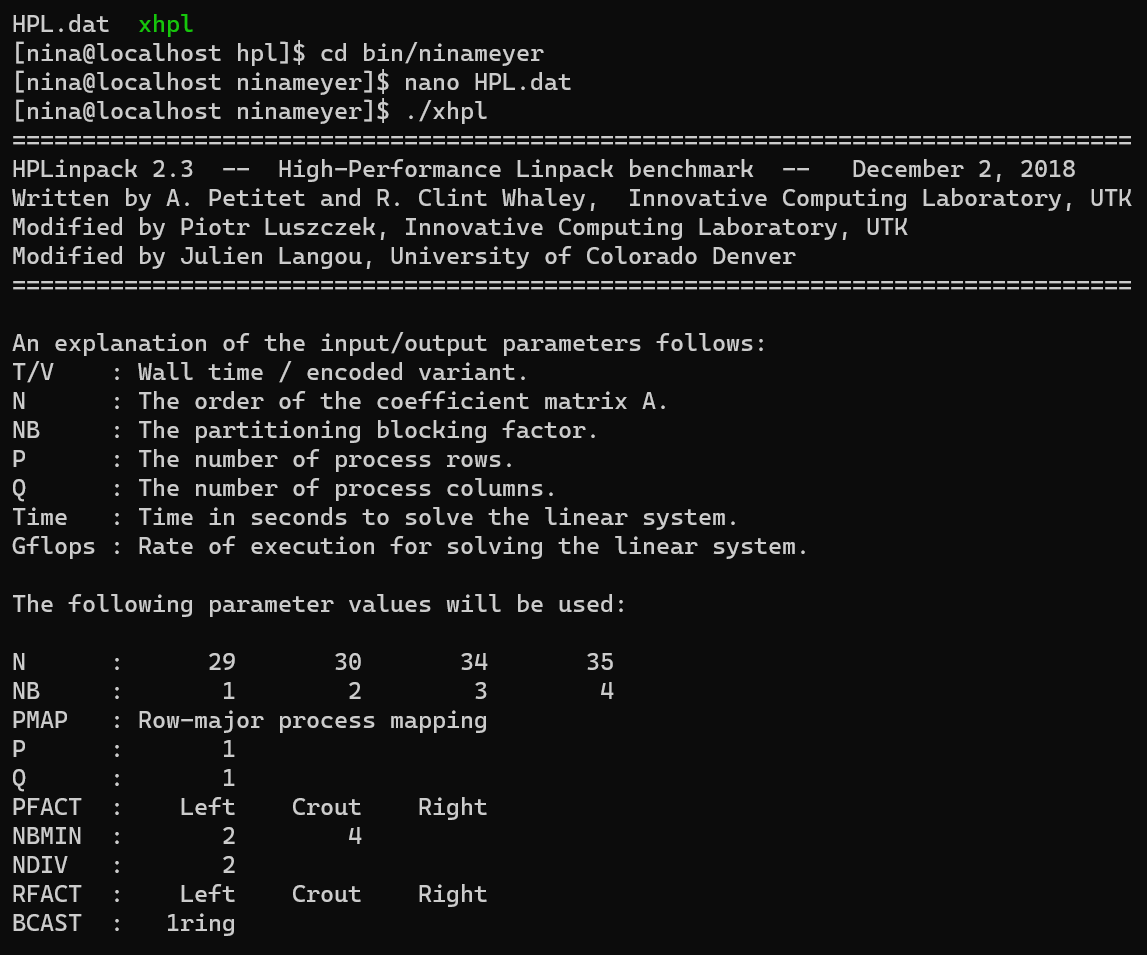 HPL.dat  xhpl
[nina@localhost hpl]$ cd bin/ninameyer
[nina@localhost ninameyer]$ nano HPL.dat
[nina@localhost ninameyer]$ ./xhpl
================================================================================
HPLinpack 2.3  --  High-Performance Linpack benchmark  --   December 2, 2018
Written by A. Petitet and R. Clint Whaley,  Innovative Computing Laboratory, UTK
Modified by Piotr Luszczek, Innovative Computing Laboratory, UTK
Modified by Julien Langou, University of Colorado Denver
================================================================================

An explanation of the input/output parameters follows:
T/V    : Wall time / encoded variant.
N      : The order of the coefficient matrix A.
NB     : The partitioning blocking factor.
P      : The number of process rows.
Q      : The number of process columns.
Time   : Time in seconds to solve the linear system.
Gflops : Rate of execution for solving the linear system.

The following parameter values will be used:

N      :      29       30       34       35
NB     :       1        2        3        4
PMAP   : Row-major process mapping
P      :       1
Q      :       1
PFACT  :    Left    Crout    Right
NBMIN  :       2        4
NDIV   :       2
RFACT  :    Left    Crout    Right
BCAST  :   1ring